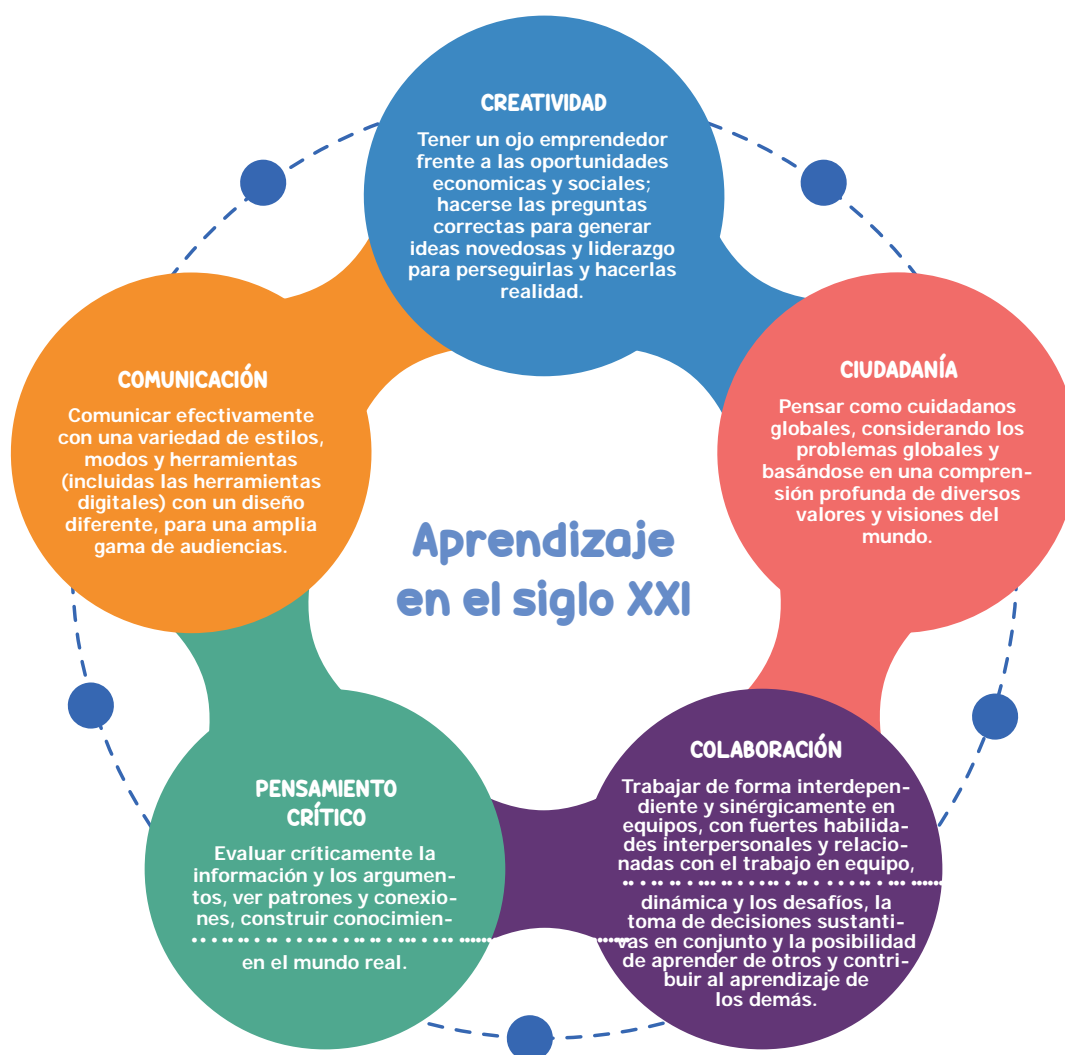 CREATIVIDAD
Tener un ojo emprendedor
frente a las oportunidades
economicas y sociales;
hacerse las preguntas
correctas para generar
ideas novedosas y liderazgo
para perseguirlas y hacerlas
realidad.
COMUNICACIÓN
Comunicar efectivamente
con una variedad de estilos,
modos y herramientas
(incluidas las herramientas
digitales) con un diseño
diferente, para una amplia
gama de audiencias.
CIUDADANÍA
Pensar como cuidadanos
globales, considerando los
problemas globales y
basándose en una compren-
sión profunda de diversos
valores y visiones del
mundo.
Aprendizaje
en el siglo XXI
PENSAMIENTO
CRÍTICO
Evaluar críticamente la
información y los argumen-
tos, ver patrones y conexio-
nes, construir conocimien-
en el mundo real.
COLABORACIÓN
Trabajar de forma interdepen-
diente y sinérgicamente en
equipos, con fuertes habilida-
des interpersonales y relacio-
nadas con el trabajo en equipo,
dinámica y los desafíos, la
toma de decisiones sustanti-
vas en conjunto y la posibilidad
de aprender de otros y contri-
buir al aprendizaje de
los demás.